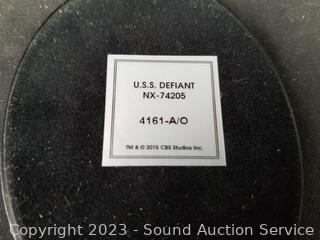 U.S.S. DEFIANT
NX-74205
4161-A/O
TM & © 2015 CBS Studios Inc.
Copyright 2023 - Sound Auction Service